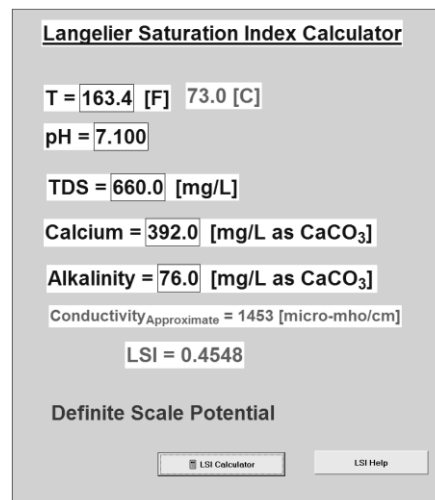 Langelier Saturation Index Calculator
T = 163.4 [F] 73.0 [C]
pH = 7.100
TDS = 660.0 [mg/L]
Calcium = 392.0 [mg/L as CaCO₃]
Alkalinity = 76.0 [mg/L as CaCO₃]
Conductivity Approximate = 1453 [micro-mho/cm]
LSI = 0.4548
Definite Scale Potential
LSI Calculator LSI Help